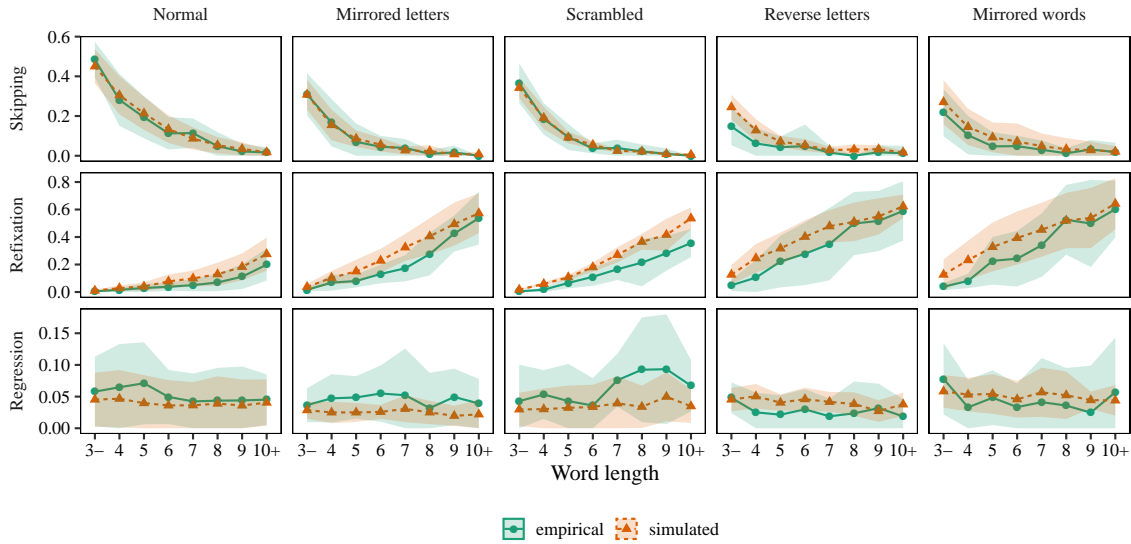 Normal Mirrored letters Scrambled Reverse letters Mirrored words
Skipping
0.6
0.4
0.2
0.0
Refixation
0.8
0.6
0.4
0.2
0.0
Regression
0.15
0.10
0.05
0.00
3− 4 5 6 7 8 9 10+ 3− 4 5 6 7 8 9 10+ 3− 4 5 6 7 8 9 10+ 3− 4 5 6 7 8 9 10+ 3− 4 5 6 7 8 9 10+
Word length
empirical simulated